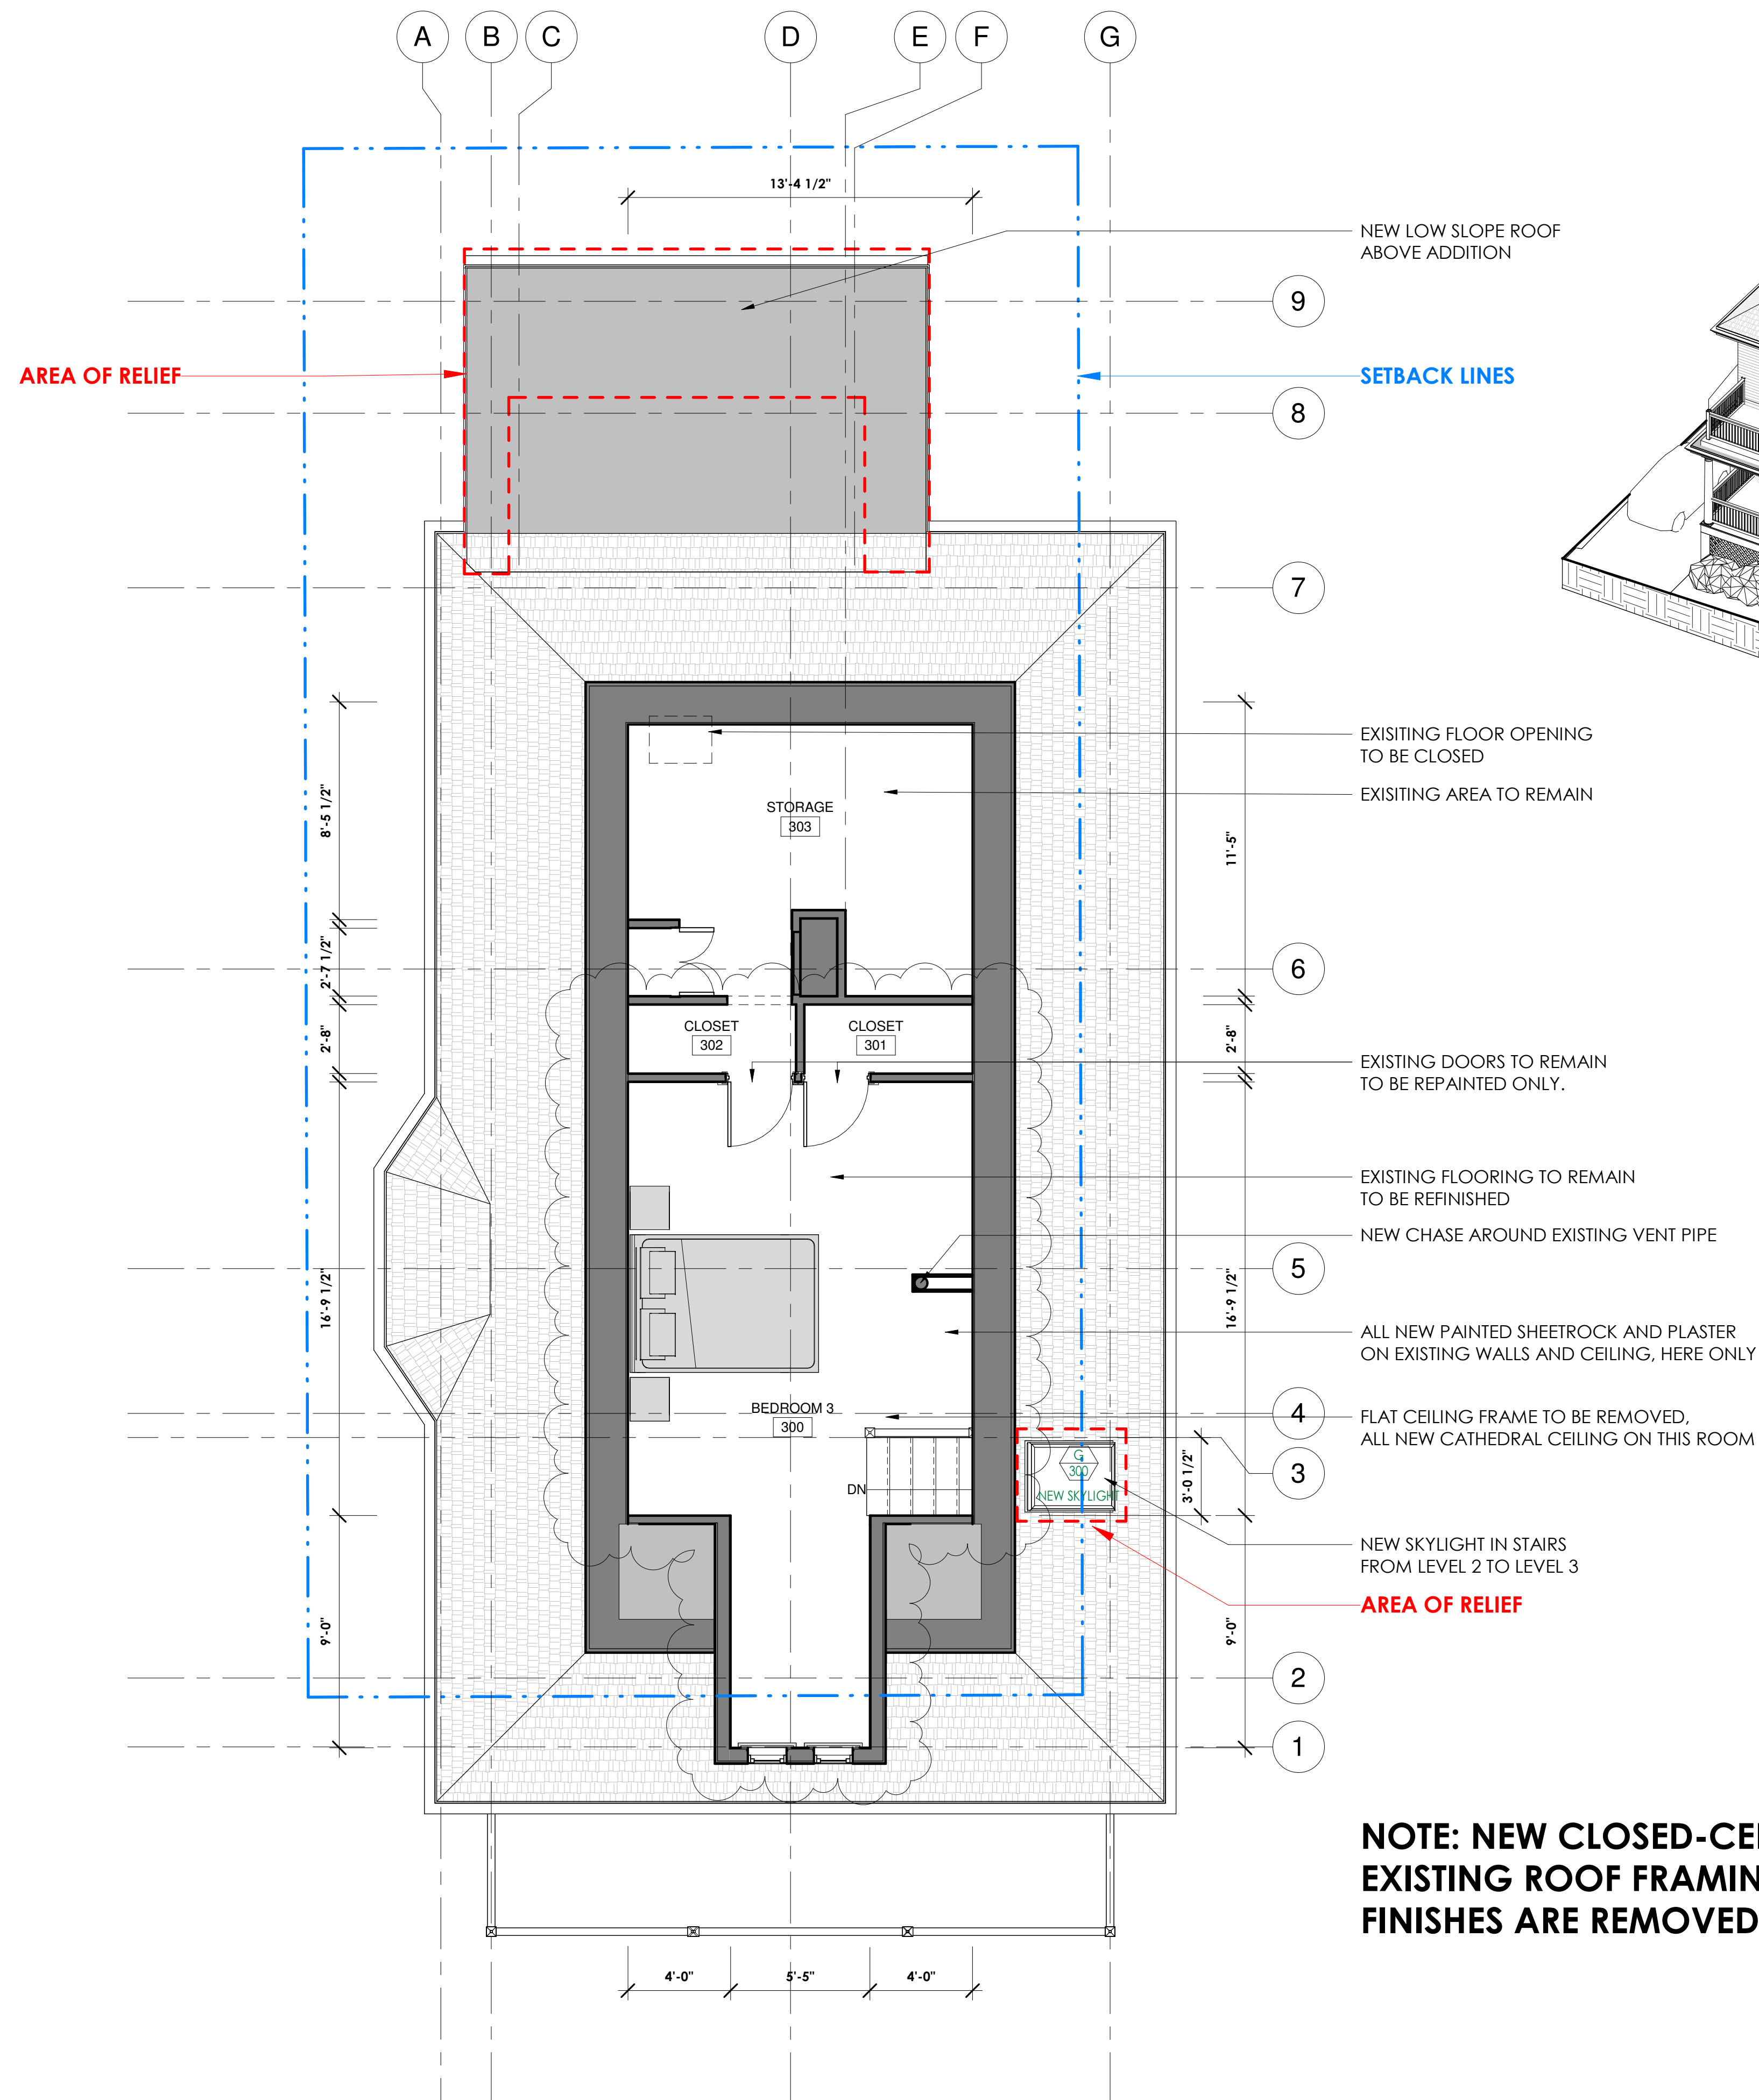 A B C D E F G
13'-4 1/2"
NEW LOW SLOPE ROOF
ABOVE ADDITION
9
AREA OF RELIEF
SETBACK LINES
8
7
EXISITING FLOOR OPENING
TO BE CLOSED
EXISITING AREA TO REMAIN
STORAGE
303
8'-5 1/2"
11'-5"
2'-7 1/2"
6
CLOSET
302
CLOSET
301
2'-8"
2'-8"
EXISTING DOORS TO REMAIN
TO BE REPAINTED ONLY.
EXISTING FLOORING TO REMAIN
TO BE REFINISHED
NEW CHASE AROUND EXISTING VENT PIPE
5
16'-9 1/2"
16'-9 1/2"
ALL NEW PAINTED SHEETROCK AND PLASTER
ON EXISTING WALLS AND CEILING, HERE ONLY
BEDROOM 3
300
4
FLAT CEILING FRAME TO BE REMOVED,
ALL NEW CATHEDRAL CEILING ON THIS ROOM
3
G
300
NEW SKYLIGHT
3'-0 1/2"
DN
NEW SKYLIGHT IN STAIRS
FROM LEVEL 2 TO LEVEL 3
AREA OF RELIEF
9'-0"
9'-0"
2
1
NOTE: NEW CLOSED-CEL
EXISTING ROOF FRAMIN
FINISHES ARE REMOVED
4'-0"
5'-5"
4'-0"